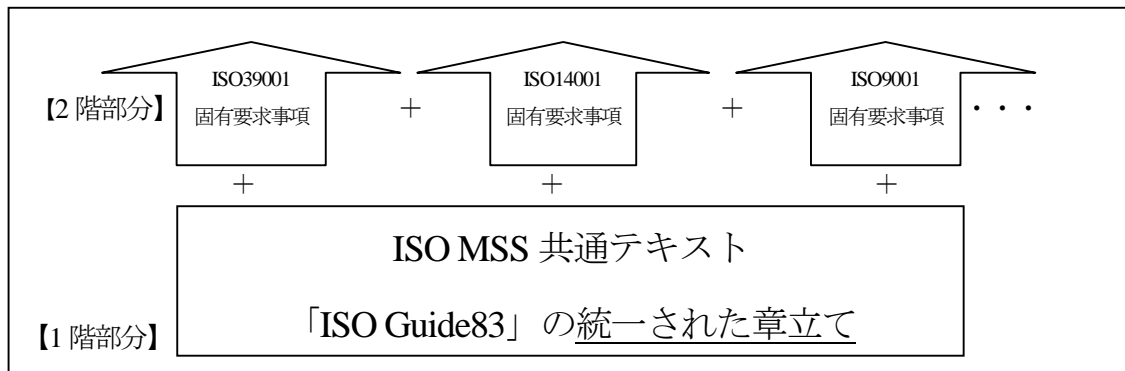 ISO39001 ISO14001 ISO9001
【2 階部分】 固有要求事項 ＋ 固有要求事項 ＋ 固有要求事項 ・・・
＋ ＋ ＋
ISO MSS 共通テキスト
【1 階部分】 「ISO Guide83」の統一された章立て